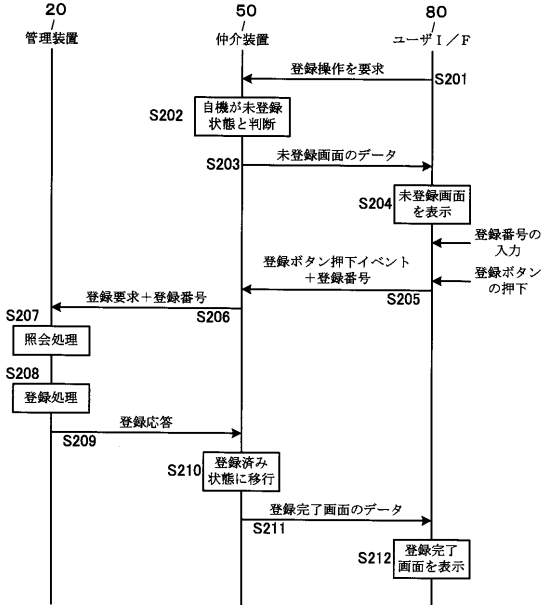 20
50
80
管理装置
仲介装置
ユーザI/F
登録操作を要求
S201
S202
自機が未登録
状態と判断
未登録画面のデータ
S203
S204
未登録画面
を表示
登録番号の
入力
登録ボタン押下イベント
+登録番号
登録ボタン
の押下
S205
登録要求+登録番号
S206
S207
照会処理
S208
登録処理
登録応答
S209
S210
登録済み
状態に移行
登録完了画面のデータ
S211
S212
登録完了
画面を表示